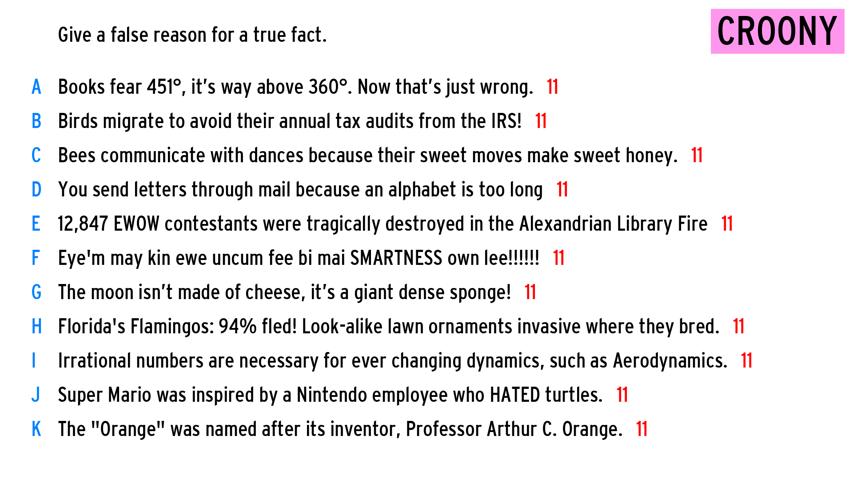 Give a false reason for a true fact.
CROONY
A Books fear 451°, it's way above 360°. Now that's just wrong. 11
B Birds migrate to avoid their annual tax audits from the IRS! 11
C Bees communicate with dances because their sweet moves make sweet honey. 11
D You send letters through mail because an alphabet is too long 11
E 12,847 EWOW contestants were tragically destroyed in the Alexandrian Library Fire 11
F Eye'm may kin ewe uncum fee bi mai SMARTNESS own lee!!!!!! 11
G The moon isn't made of cheese, it's a giant dense sponge! 11
H Florida's Flamingos: 94% fled! Look-alike lawn ornaments invasive where they bred. 11
I Irrational numbers are necessary for ever changing dynamics, such as Aerodynamics. 11
J Super Mario was inspired by a Nintendo employee who HATED turtles. 11
K The "Orange" was named after its inventor, Professor Arthur C. Orange. 11